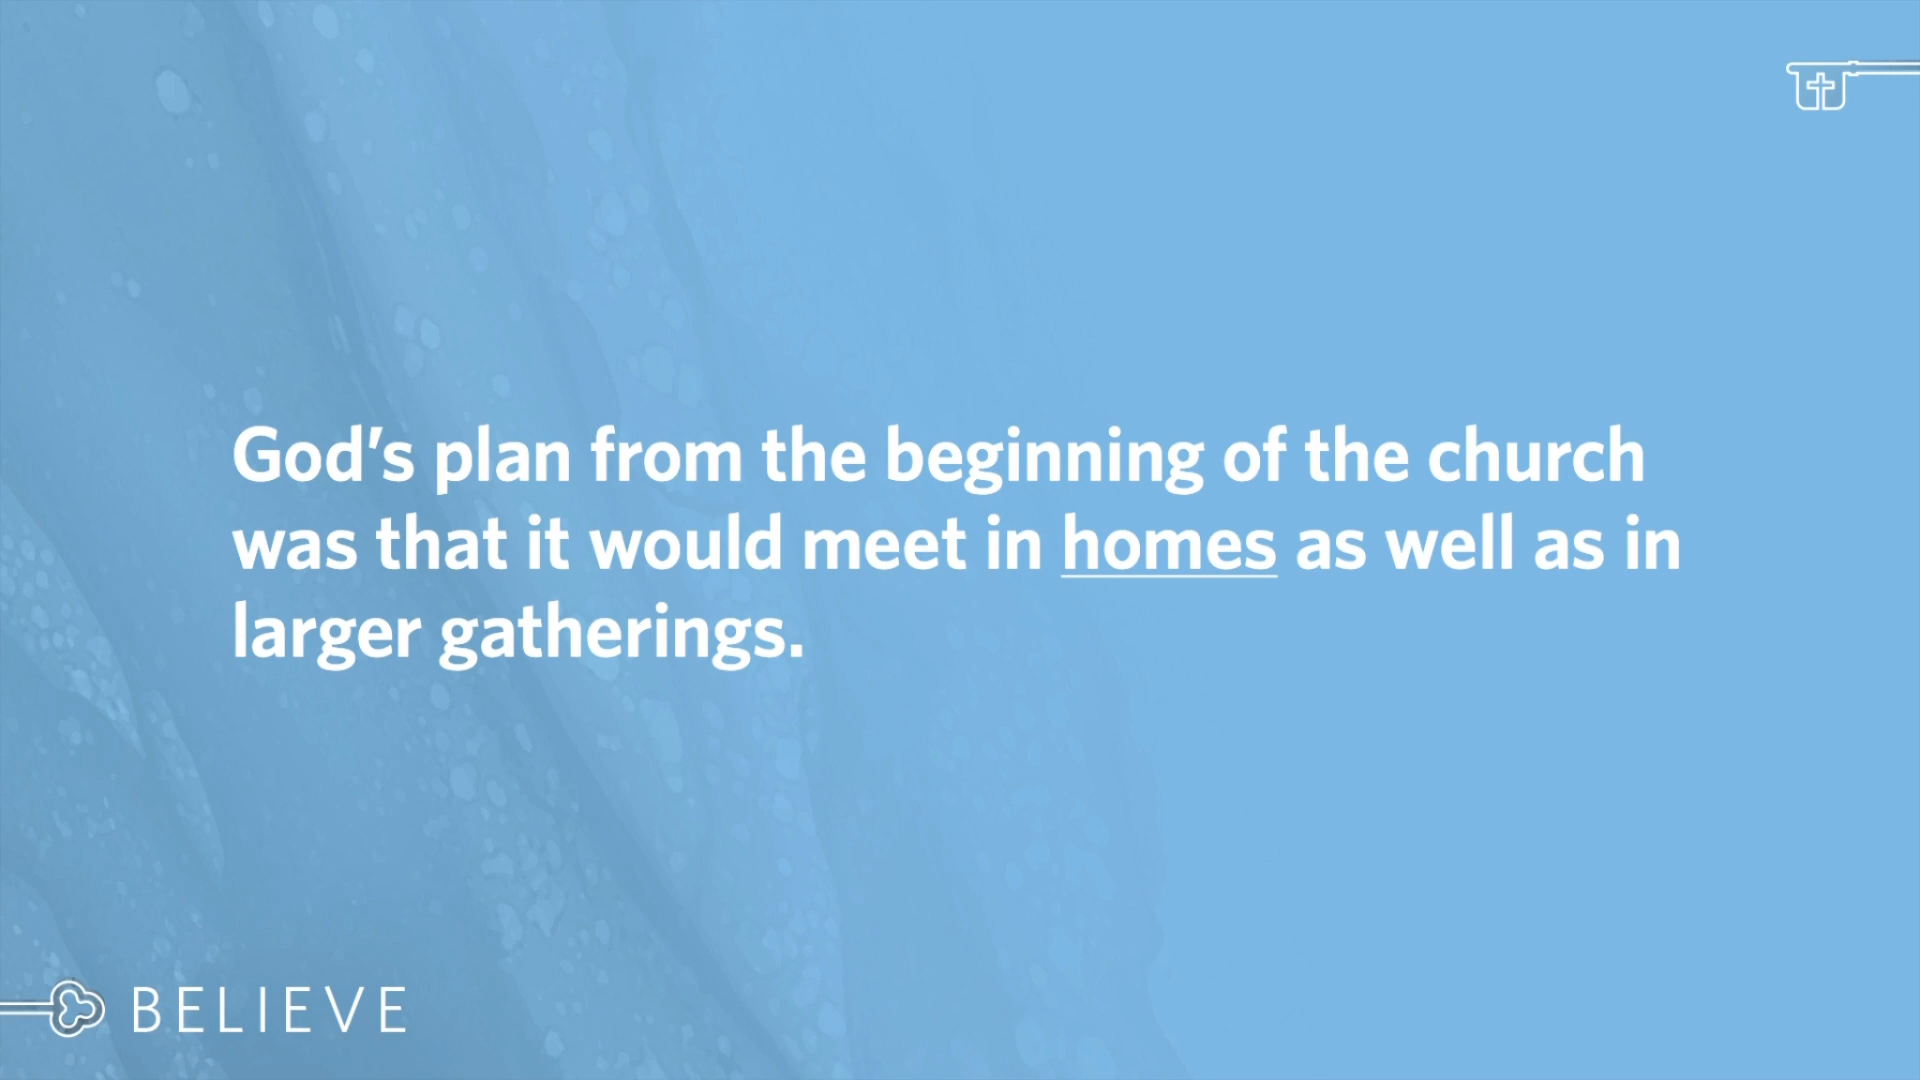 God’s plan from the beginning of the church
was that it would meet in homes as well as in
larger gatherings.
BELIEVE